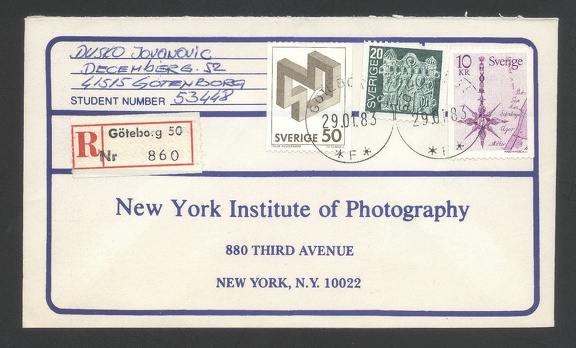 DUSKO JOVANOVIC
DECEMBERG. 52
41515 GÖTENBORG
STUDENT NUMBER 53448
R Göteborg 50
Nr 860
SVERIGE 50
SVERIGE 20
10 KR Sverige
29.01.83
* F *
29.01.83
* F *
New York Institute of Photography
880 THIRD AVENUE
NEW YORK, N.Y. 10022